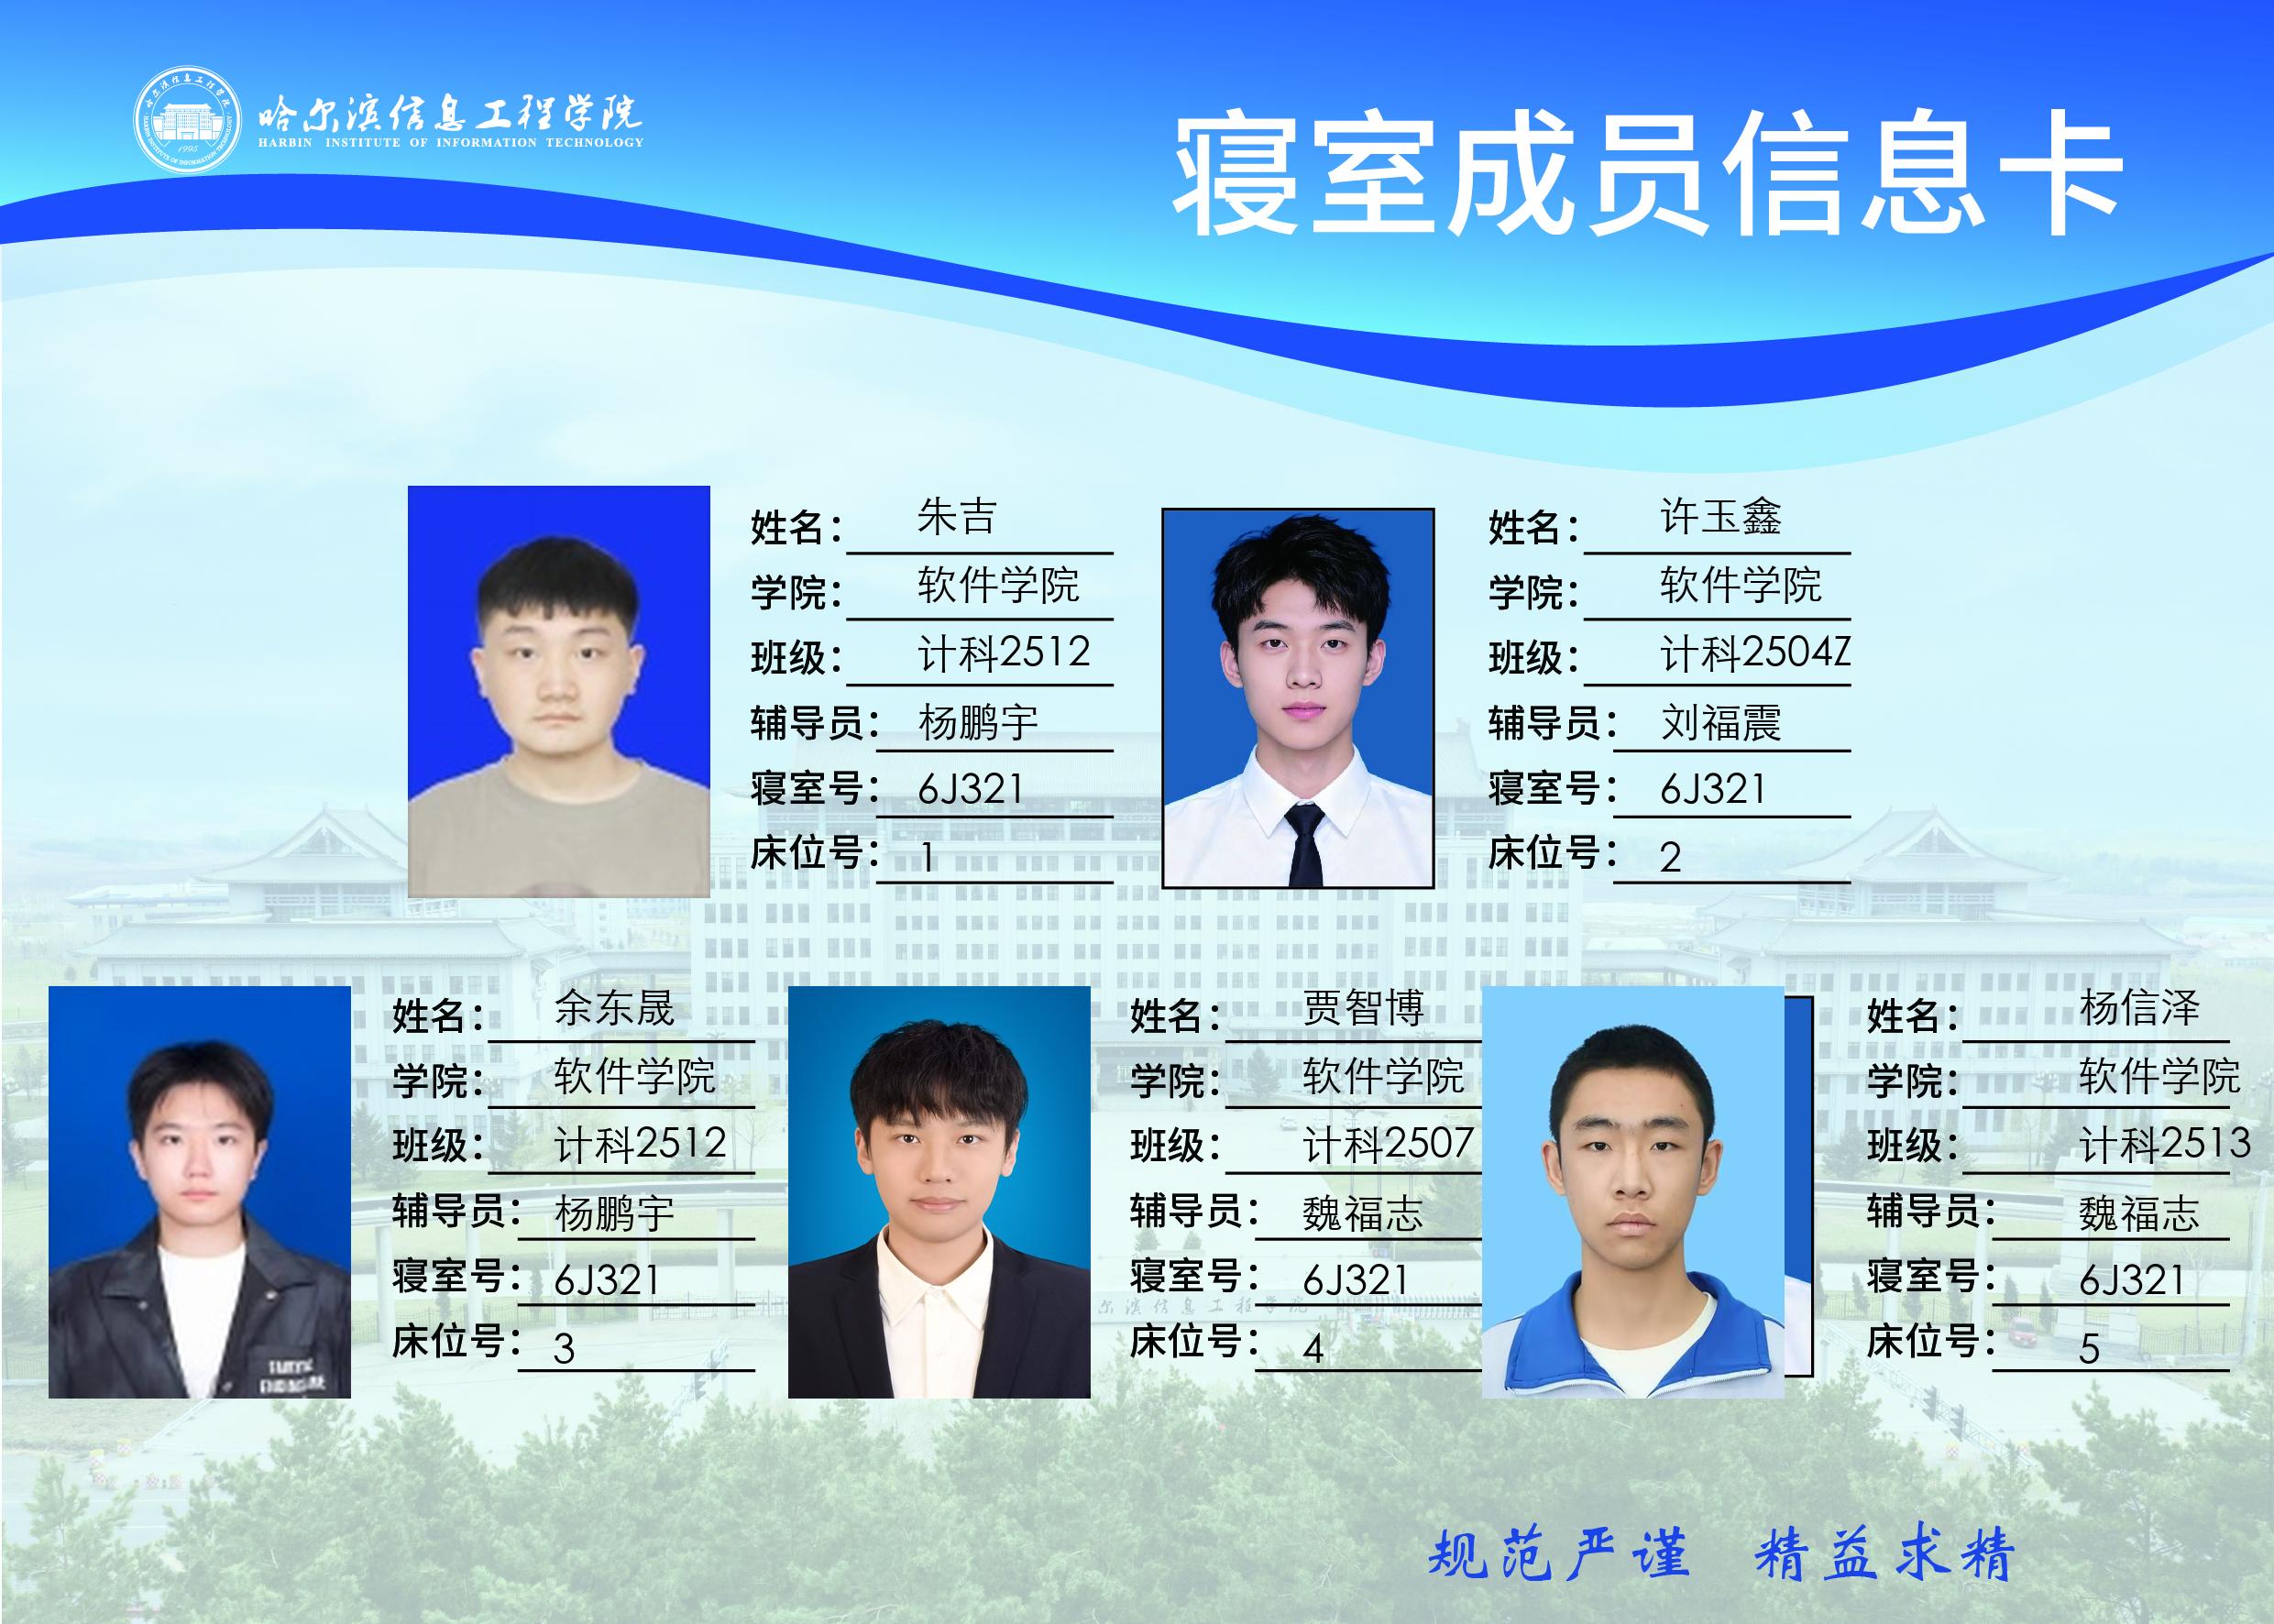 哈尔滨信息工程学院
HARBIN INSTITUTE OF INFORMATION TECHNOLOGY
1995
寝室成员信息卡
姓名：朱吉
学院：软件学院
班级：计科2512
辅导员：杨鹏宇
寝室号：6J321
床位号：1
姓名：许玉鑫
学院：软件学院
班级：计科2504Z
辅导员：刘福震
寝室号：6J321
床位号：2
姓名：余东晟
学院：软件学院
班级：计科2512
辅导员：杨鹏宇
寝室号：6J321
床位号：3
姓名：贾智博
学院：软件学院
班级：计科2507
辅导员：魏福志
寝室号：6J321
床位号：4
姓名：杨信泽
学院：软件学院
班级：计科2513
辅导员：魏福志
寝室号：6J321
床位号：5
尔滨信息工程学院
规范严谨 精益求精